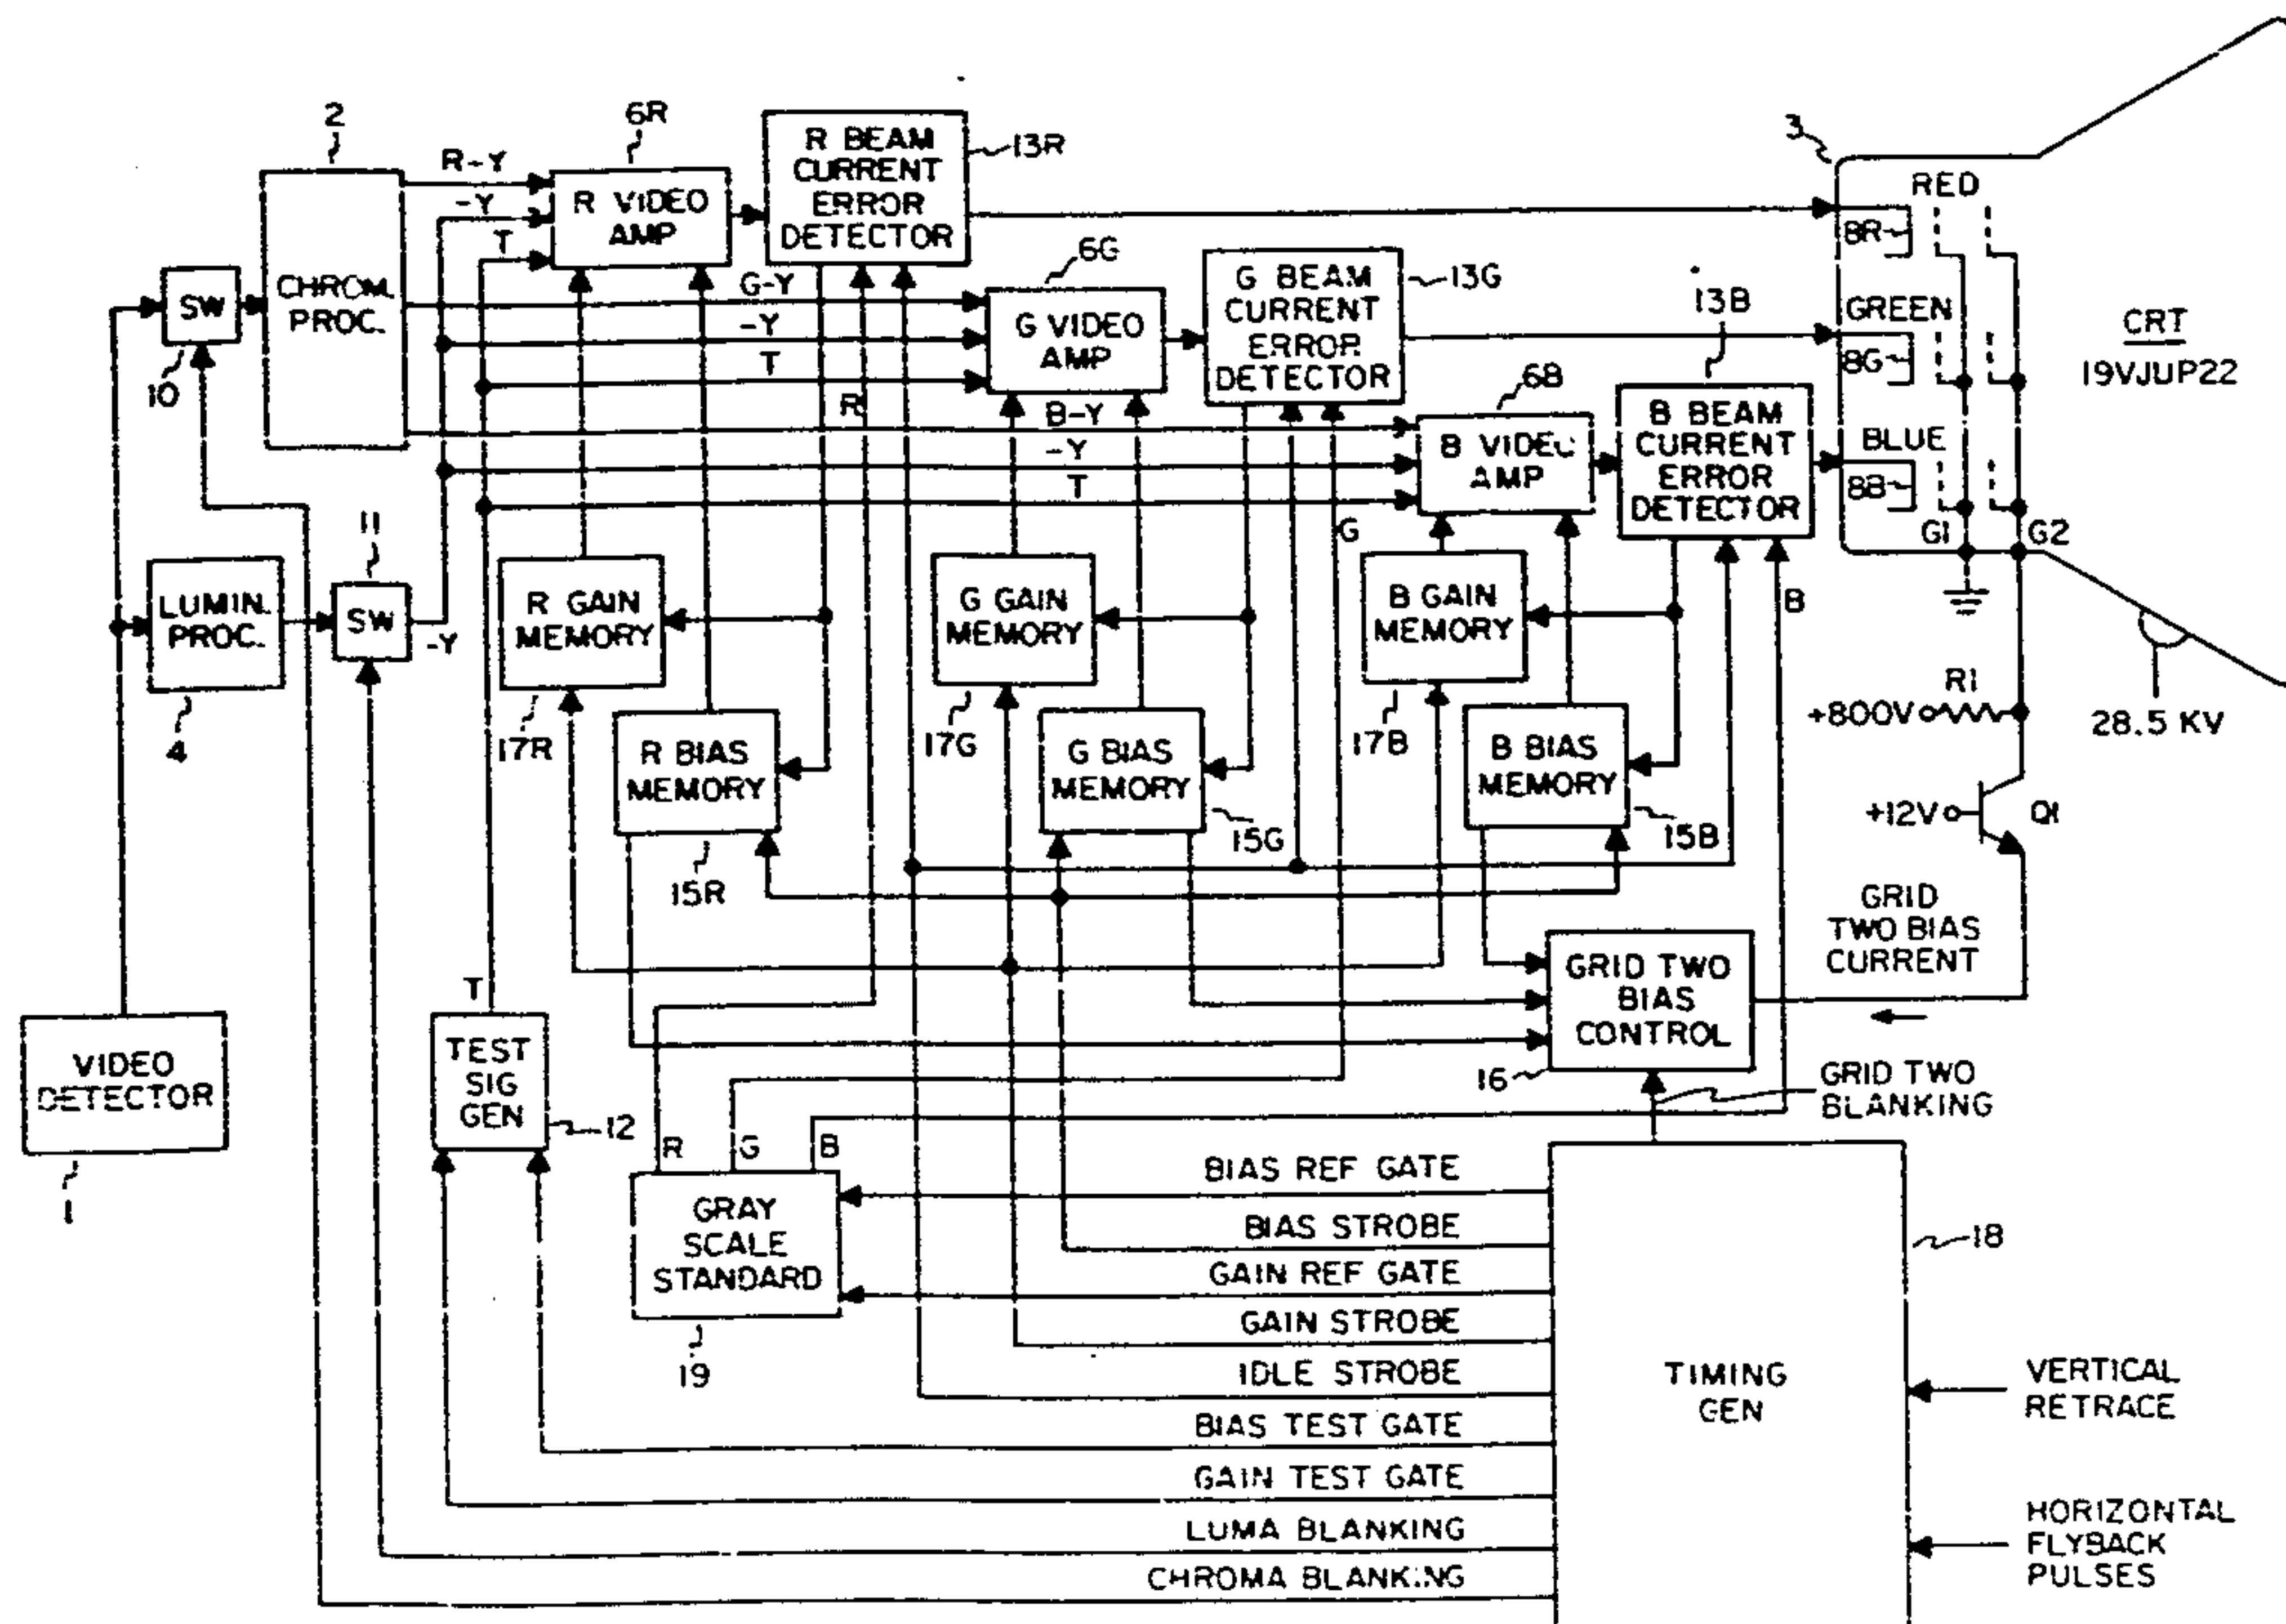 2
6R
R BEAM
CURRENT
ERROR
DETECTOR
13R
3
R-Y
-Y
T
R VIDEO
AMP
RED
8R
SW
10
CHROM.
PROC.
G-Y
-Y
T
6G
G VIDEO
AMP
G BEAM
CURRENT
ERROR
DETECTOR
13G
13B
GREEN
8G
CRT
19VJUP22
R
B-Y
-Y
T
6B
B VIDEO
AMP
B BEAM
CURRENT
ERROR
DETECTOR
BLUE
8B
G1
G2
11
LUMIN.
PROC.
4
SW
-Y
R GAIN
MEMORY
17R
G GAIN
MEMORY
17G
G
B GAIN
MEMORY
17B
B
R BIAS
MEMORY
15R
G BIAS
MEMORY
15G
B BIAS
MEMORY
15B
R1
+800V
28.5 KV
+12V
Q1
GRID
TWO BIAS
CURRENT
GRID TWO
BIAS
CONTROL
16
GRID TWO
BLANKING
VIDEO
DETECTOR
1
T
TEST
SIG
GEN
12
R
G
B
GRAY
SCALE
STANDARD
19
BIAS REF GATE
BIAS STROBE
GAIN REF GATE
GAIN STROBE
IDLE STROBE
BIAS TEST GATE
GAIN TEST GATE
LUMA BLANKING
CHROMA BLANKING
TIMING
GEN
18
VERTICAL
RETRACE
HORIZONTAL
FLYBACK
PULSES